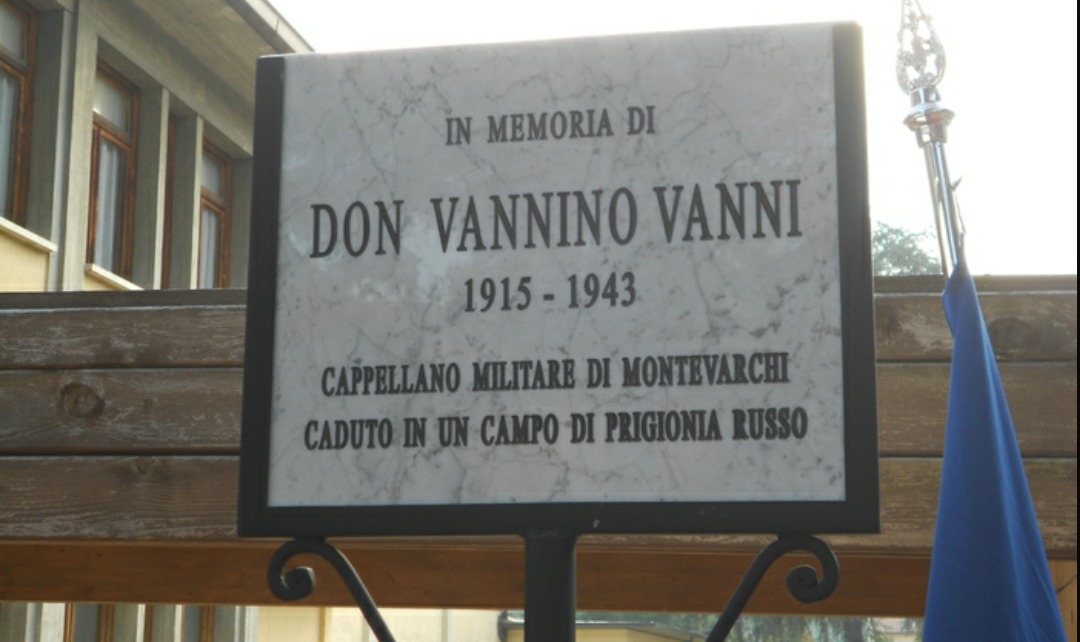 IN MEMORIA DI
DON VANNINO VANNI
1915 - 1943
CAPPELLANO MILITARE DI MONTEVARCHI
CADUTO IN UN CAMPO DI PRIGIONIA RUSSO